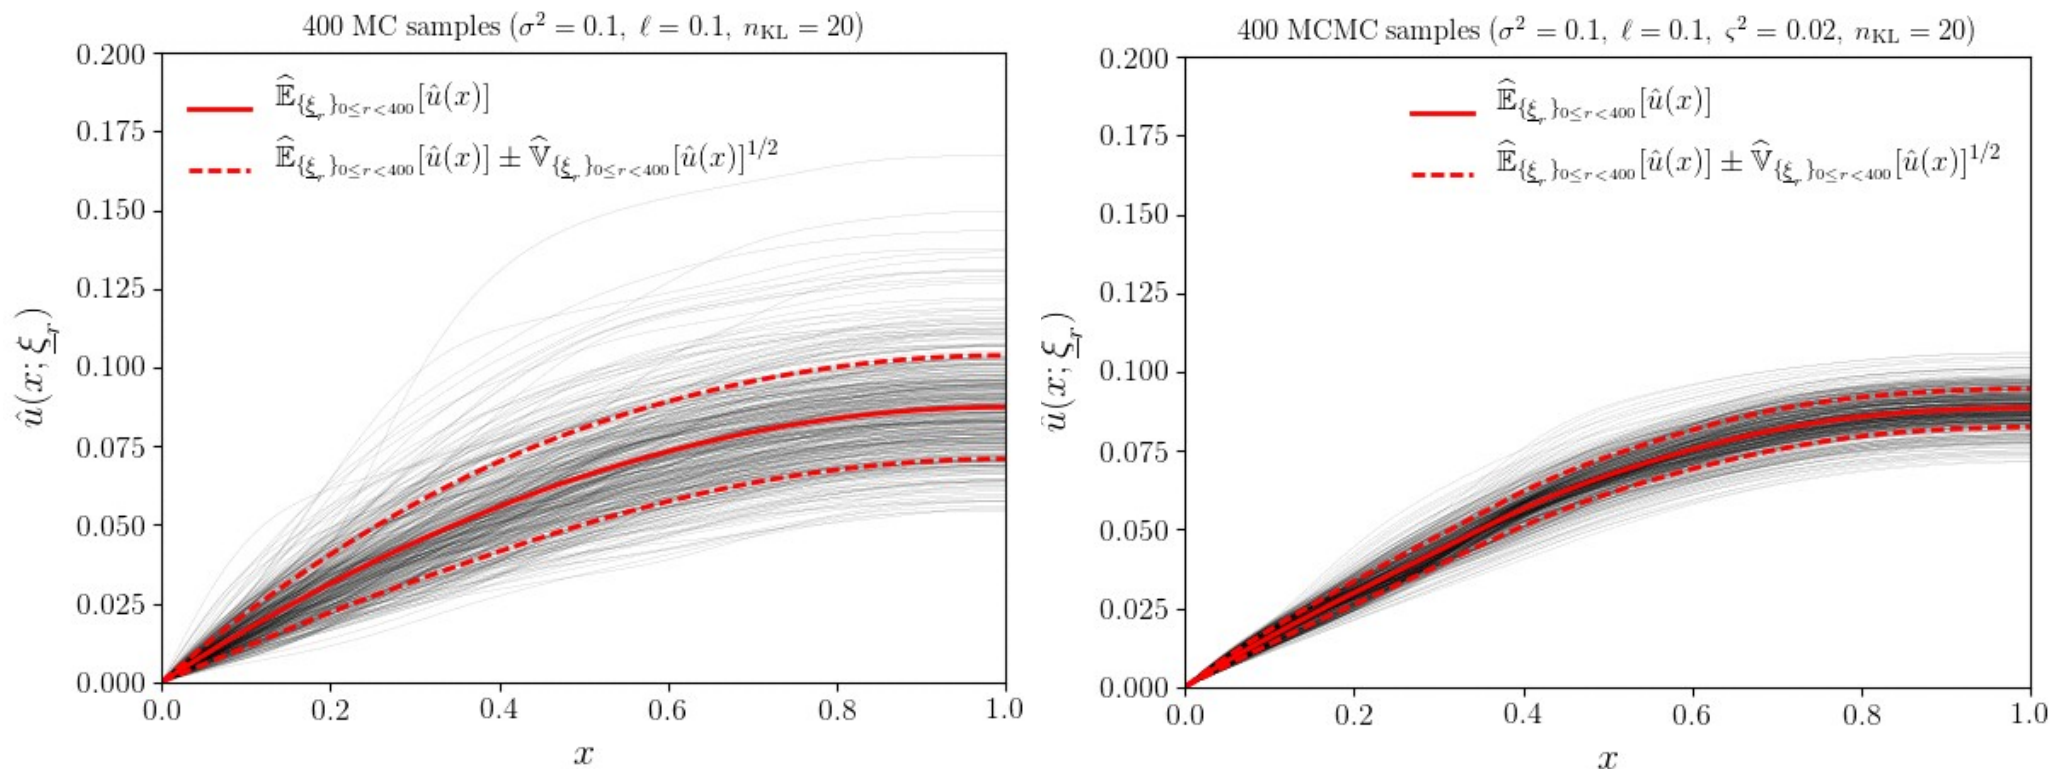 400 MC samples (σ² = 0.1, ℓ = 0.1, n_KL = 20)
0.200
0.175
0.150
0.125
0.100
0.075
0.050
0.025
0.000
û(x; ξ_r)
Ê_{ξ_r}_{0≤r<400}[û(x)]
Ê_{ξ_r}_{0≤r<400}[û(x)] ± V̂_{ξ_r}_{0≤r<400}[û(x)]^{1/2}
0.0 0.2 0.4 0.6 0.8 1.0
x
400 MCMC samples (σ² = 0.1, ℓ = 0.1, ς² = 0.02, n_KL = 20)
0.200
0.175
0.150
0.125
0.100
0.075
0.050
0.025
0.000
û(x; ξ_r)
Ê_{ξ_r}_{0≤r<400}[û(x)]
Ê_{ξ_r}_{0≤r<400}[û(x)] ± V̂_{ξ_r}_{0≤r<400}[û(x)]^{1/2}
0.0 0.2 0.4 0.6 0.8 1.0
x